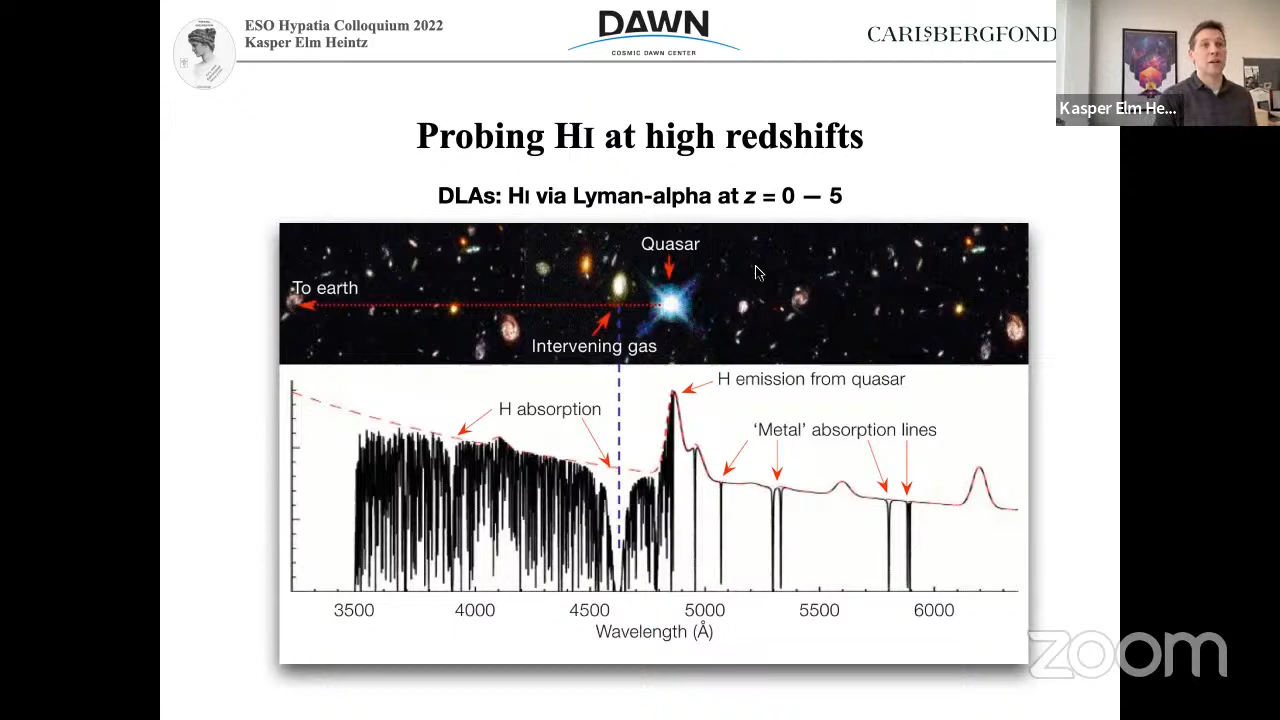 ESO Hypatia Colloquium 2022
Kasper Elm Heintz
DAWN
COSMIC DAWN CENTER
CARLSBERGFOND
Kasper Elm He...
Probing HI at high redshifts
DLAs: HI via Lyman-alpha at z = 0 — 5
Quasar
To earth
Intervening gas
H emission from quasar
H absorption
'Metal' absorption lines
3500 4000 4500 5000 5500 6000
Wavelength (Å)
zoom